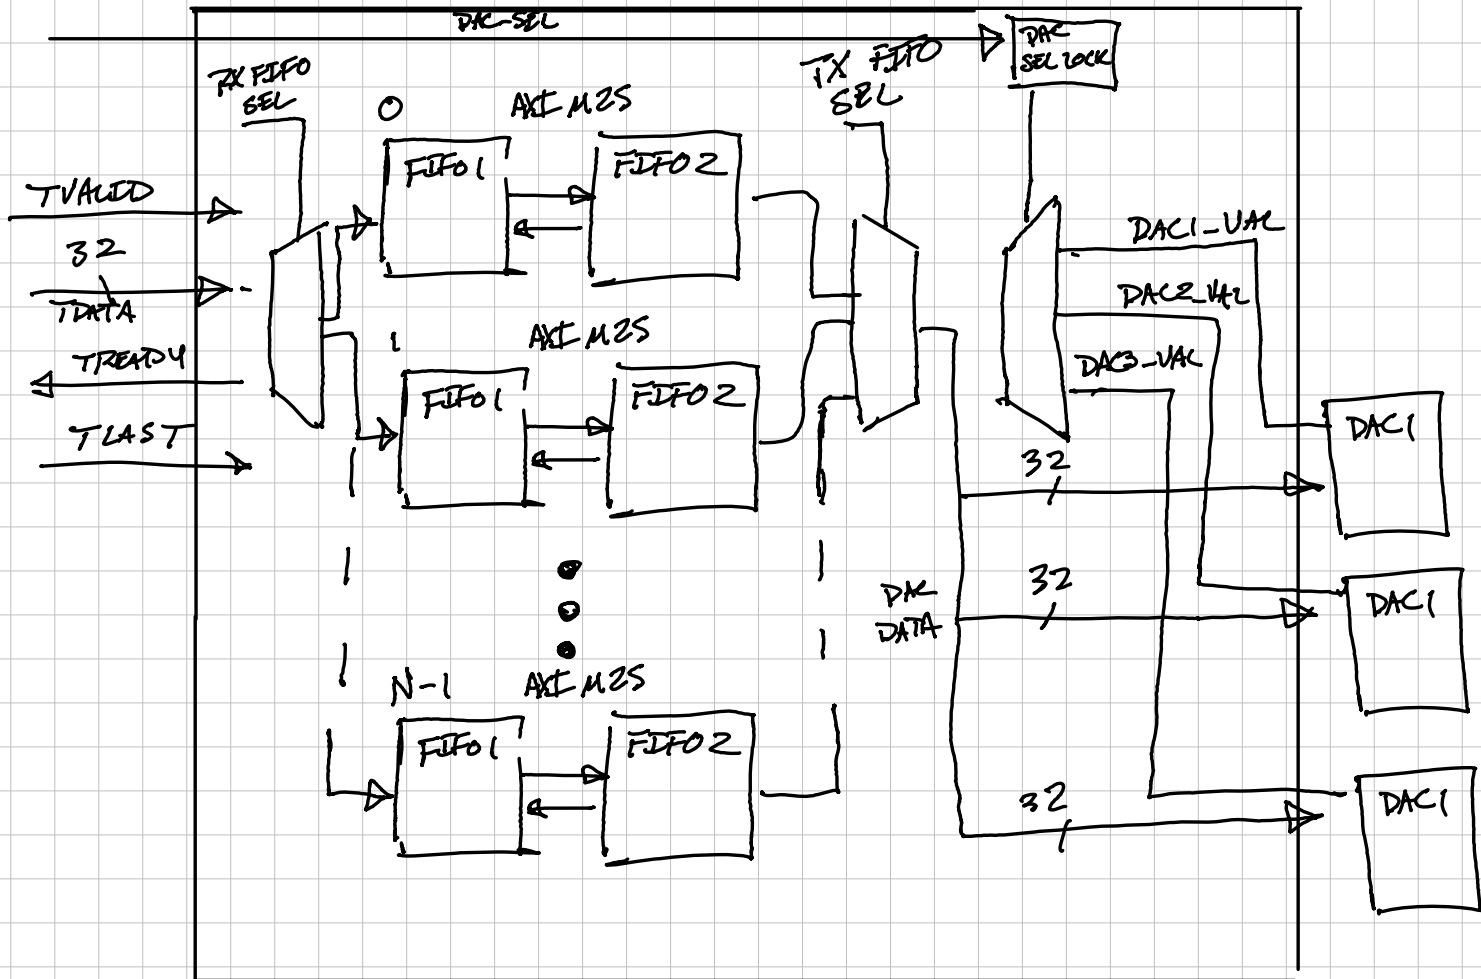 DAC-SEL
DAC
SEL LOCK
RX FIFO
SEL
TX FIFO
SEL
0
AXI M2S
FIFO1
FIFO2
TVALID
32
TDATA
TREADY
TLAST
1
AXI M2S
FIFO1
FIFO2
DAC1_VAL
DAC2_VAL
DAC3_VAL
32
DAC1
DAC
DATA
32
DAC1
N-1
AXI M2S
FIFO1
FIFO2
32
DAC1